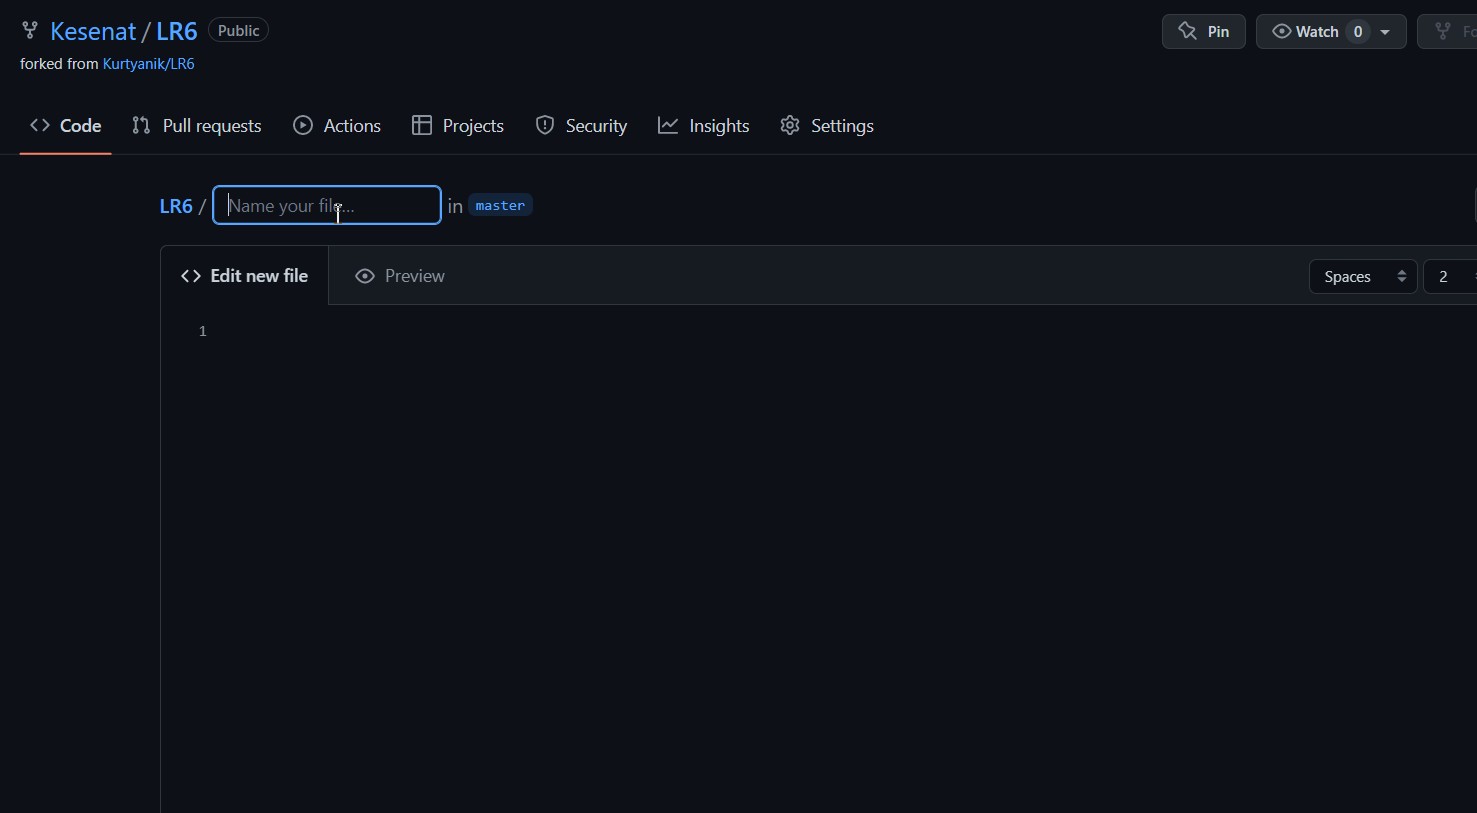 Kesenat / LR6 Public
Pin
Watch 0
forked from Kurtyanik/LR6
Code
Pull requests
Actions
Projects
Security
Insights
Settings
LR6 / Name your file... in master
Edit new file
Preview
Spaces
2
1